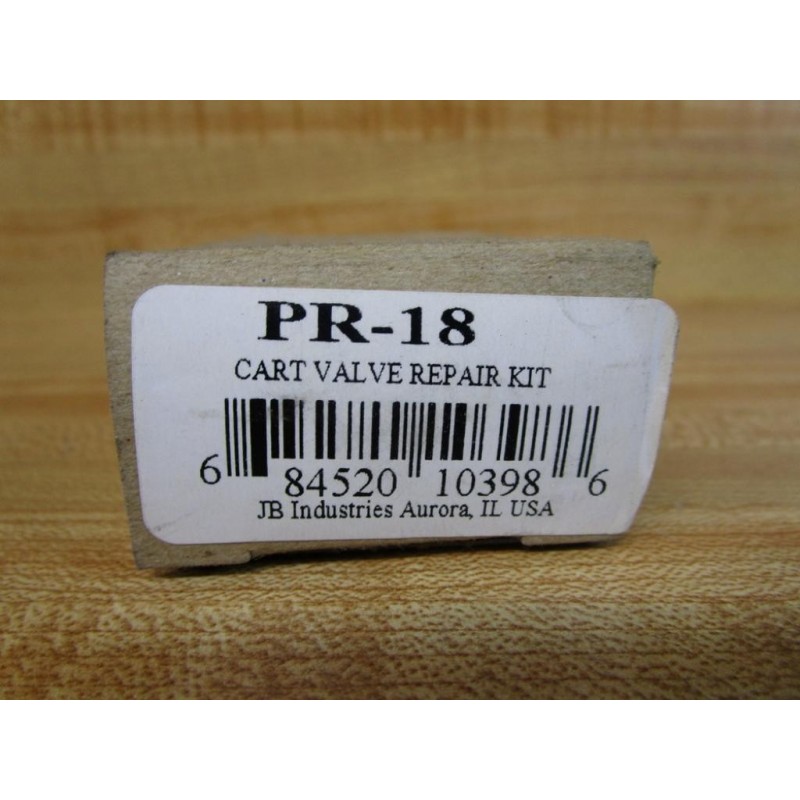 PR-18
CART VALVE REPAIR KIT
6 84520 10398 6
JB Industries Aurora, IL USA